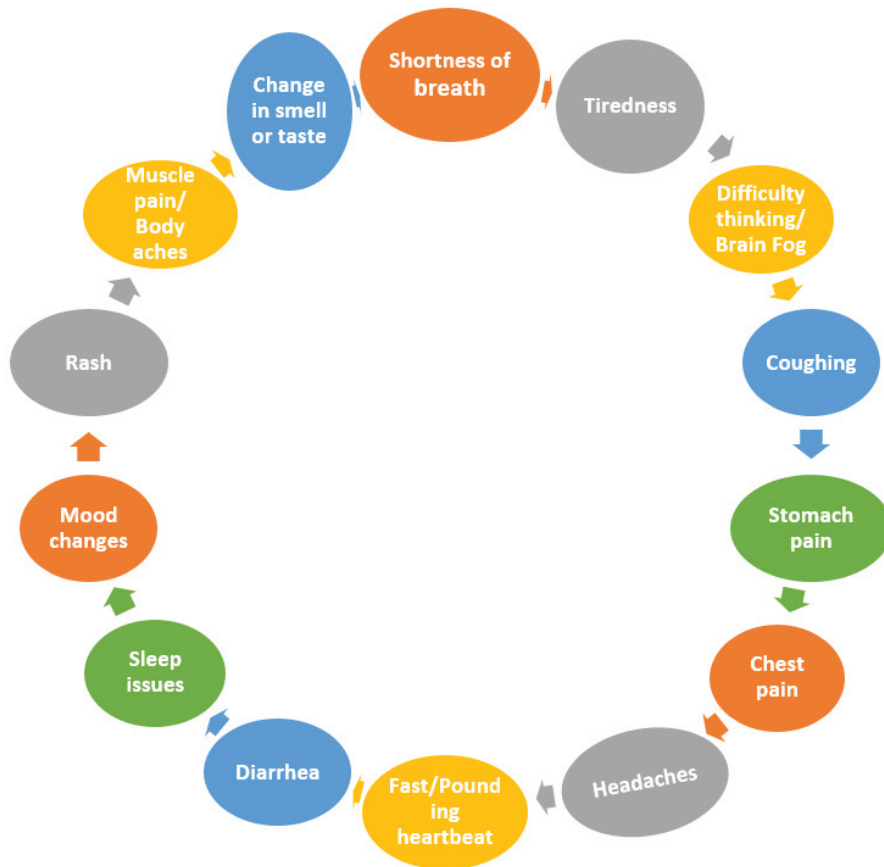 Shortness of
breath
Tiredness
Difficulty
thinking/
Brain Fog
Coughing
Stomach
pain
Chest
pain
Headaches
Fast/Pound
ing
heartbeat
Diarrhea
Sleep
issues
Mood
changes
Rash
Muscle
pain/
Body
aches
Change
in smell
or taste